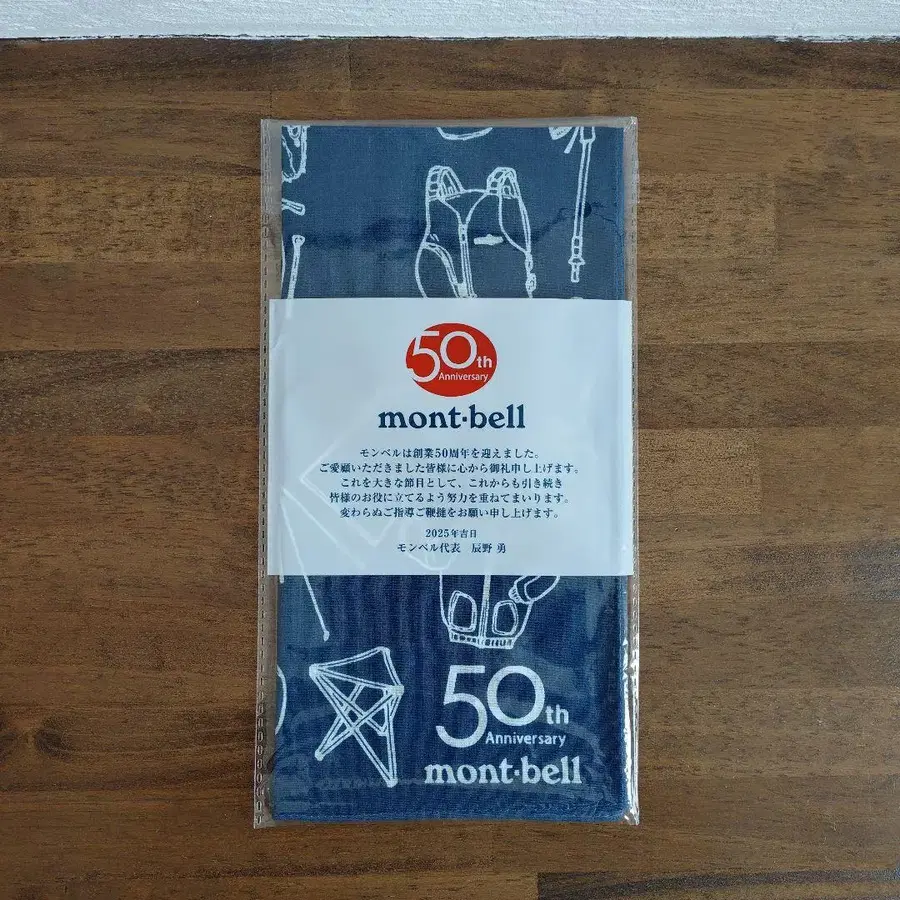 50th
Anniversary
mont·bell
モンベルは創業50周年を迎えました。
ご愛顧いただきました皆様に心から御礼申し上げます。
これを大きな節目として、これからも引き続き
皆様のお役に立てるよう努力を重ねてまいります。
変わらぬご指導ご鞭撻をお願い申し上げます。
2025年吉日
モンベル代表 辰野 勇
50th
Anniversary
mont·bell